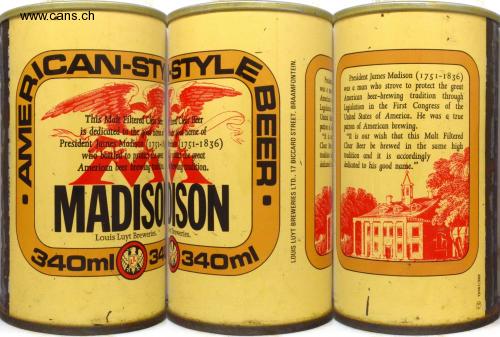 www.cans.ch
AMERICAN-STYLE BEER
This Malt Filtered Clear Beer
is dedicated to the good name of
President James Madison (1751-1836)
who battled to protect the great
American beer brewing tradition.
MADISON
Louis Luyt Breweries.
340ml
340ml
LOUIS LUYT BREWERIES LTD., 17 BICCARD STREET, BRAAMFONTEIN.
President James Madison (1751-1836)
was a man who strove to protect the great
American beer-brewing tradition through
legislation in the First Congress of the
United States of America. He was a true
patron of American brewing.
"It is our wish that this Malt Filtered
Clear Beer be brewed in the same high
tradition and it is accordingly
dedicated to his good name."